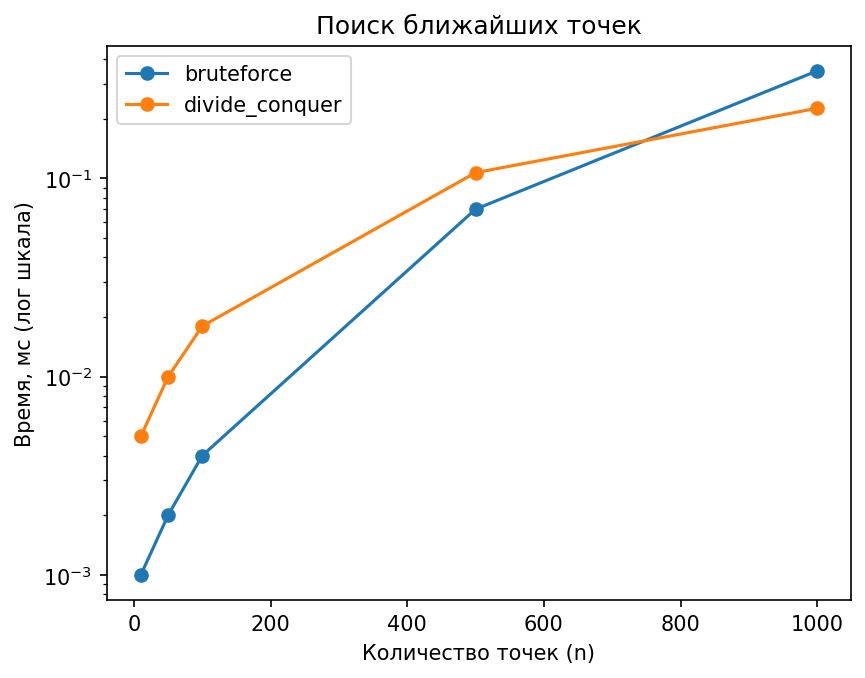 Поиск ближайших точек
bruteforce
divide_conquer
Время, мс (лог шкала)
10⁻¹
10⁻²
10⁻³
0 200 400 600 800 1000
Количество точек (n)